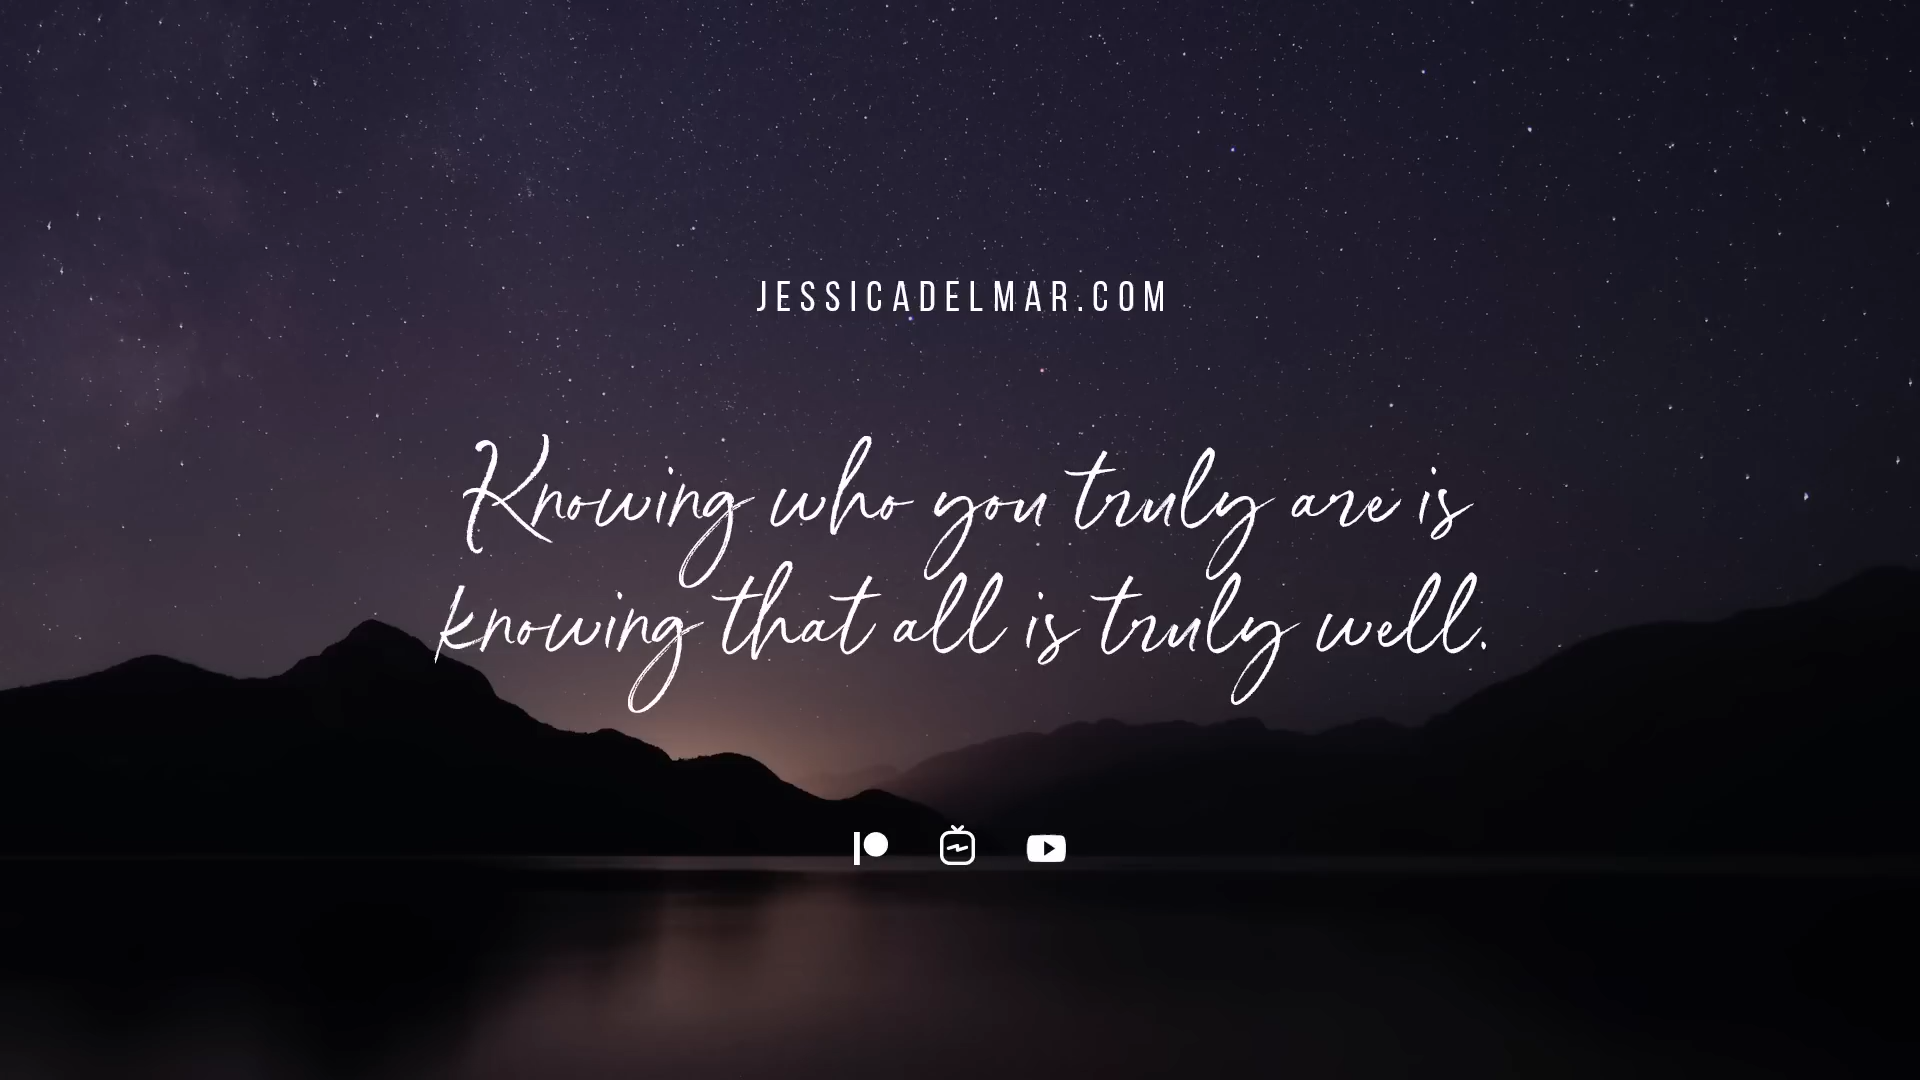 JESSICADELMAR.COM
Knowing who you truly are is
knowing that all is truly well.